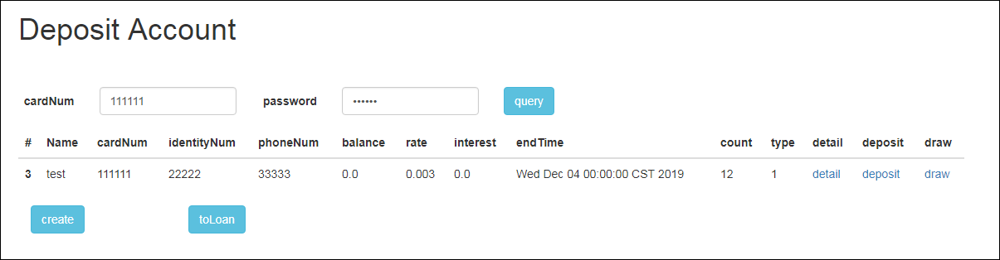 Deposit Account
cardNum 111111 password •••••• query
# Name cardNum identityNum phoneNum balance rate interest endTime count type detail deposit draw
3 test 111111 22222 33333 0.0 0.003 0.0 Wed Dec 04 00:00:00 CST 2019 12 1 detail deposit draw
create toLoan